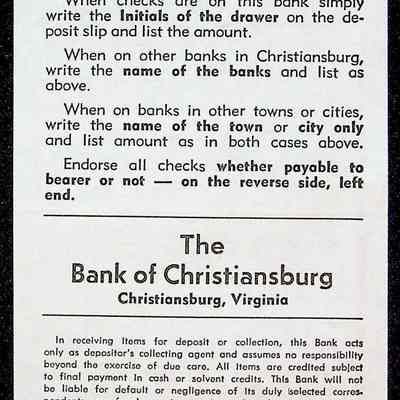 When checks are on this bank simply
write the Initials of the drawer on the de-
posit slip and list the amount.
When on other banks in Christiansburg,
write the name of the banks and list as
above.
When on banks in other towns or cities,
write the name of the town or city only
and list amount as in both cases above.
Endorse all checks whether payable to
bearer or not — on the reverse side, left
end.
The
Bank of Christiansburg
Christiansburg, Virginia
In receiving items for deposit or collection, this Bank acts
only as depositor's collecting agent and assumes no responsibility
beyond the exercise of due care. All items are credited subject
to final payment in cash or solvent credits. This Bank will not
be liable for default or negligence of its duly selected corres-